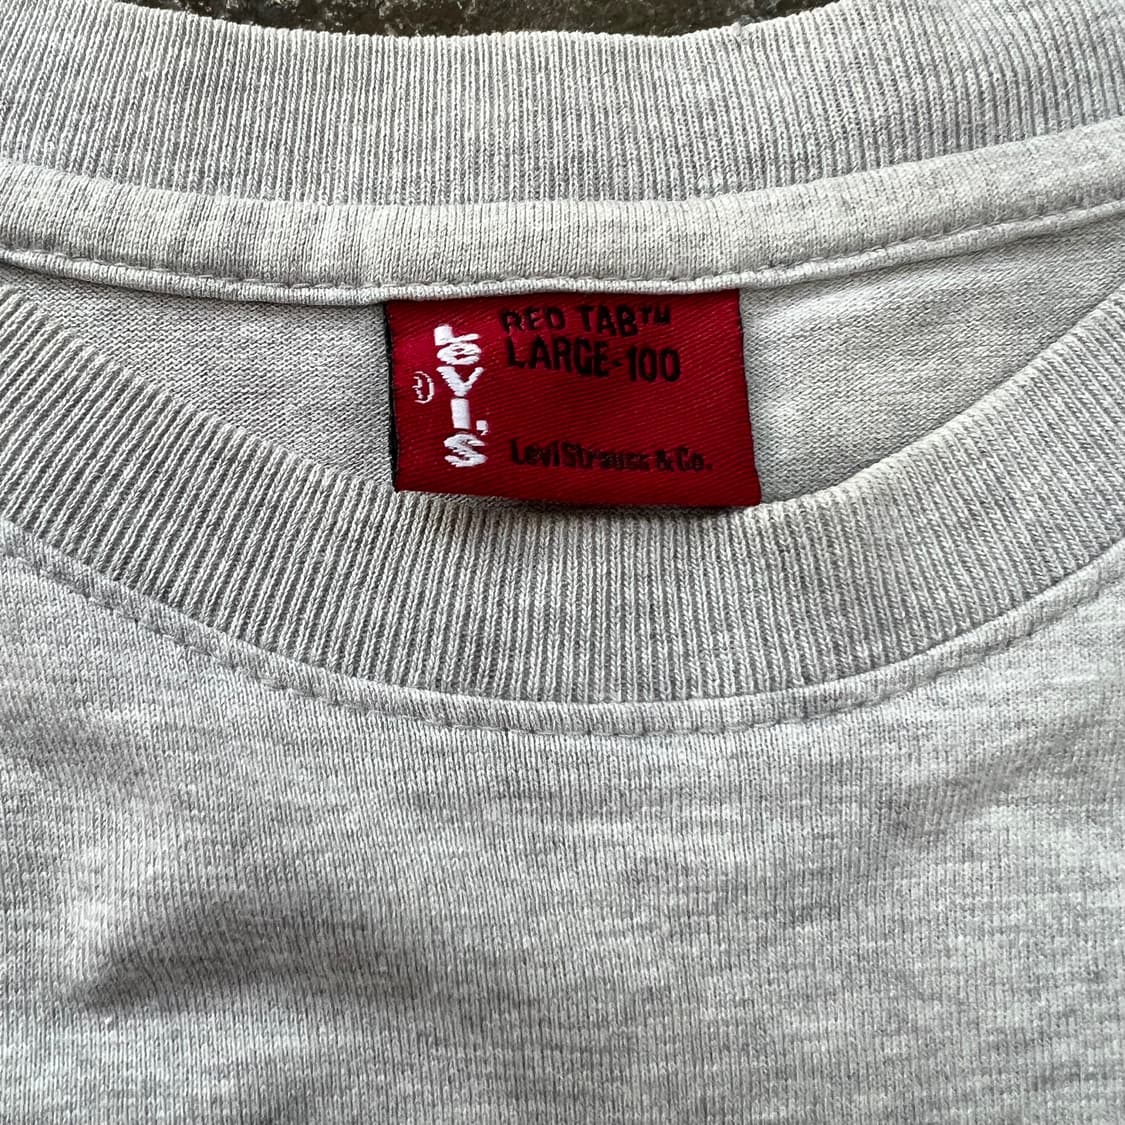 LeVI'S
®
RED TAB™
LARGE-100
Levi Strauss & Co.